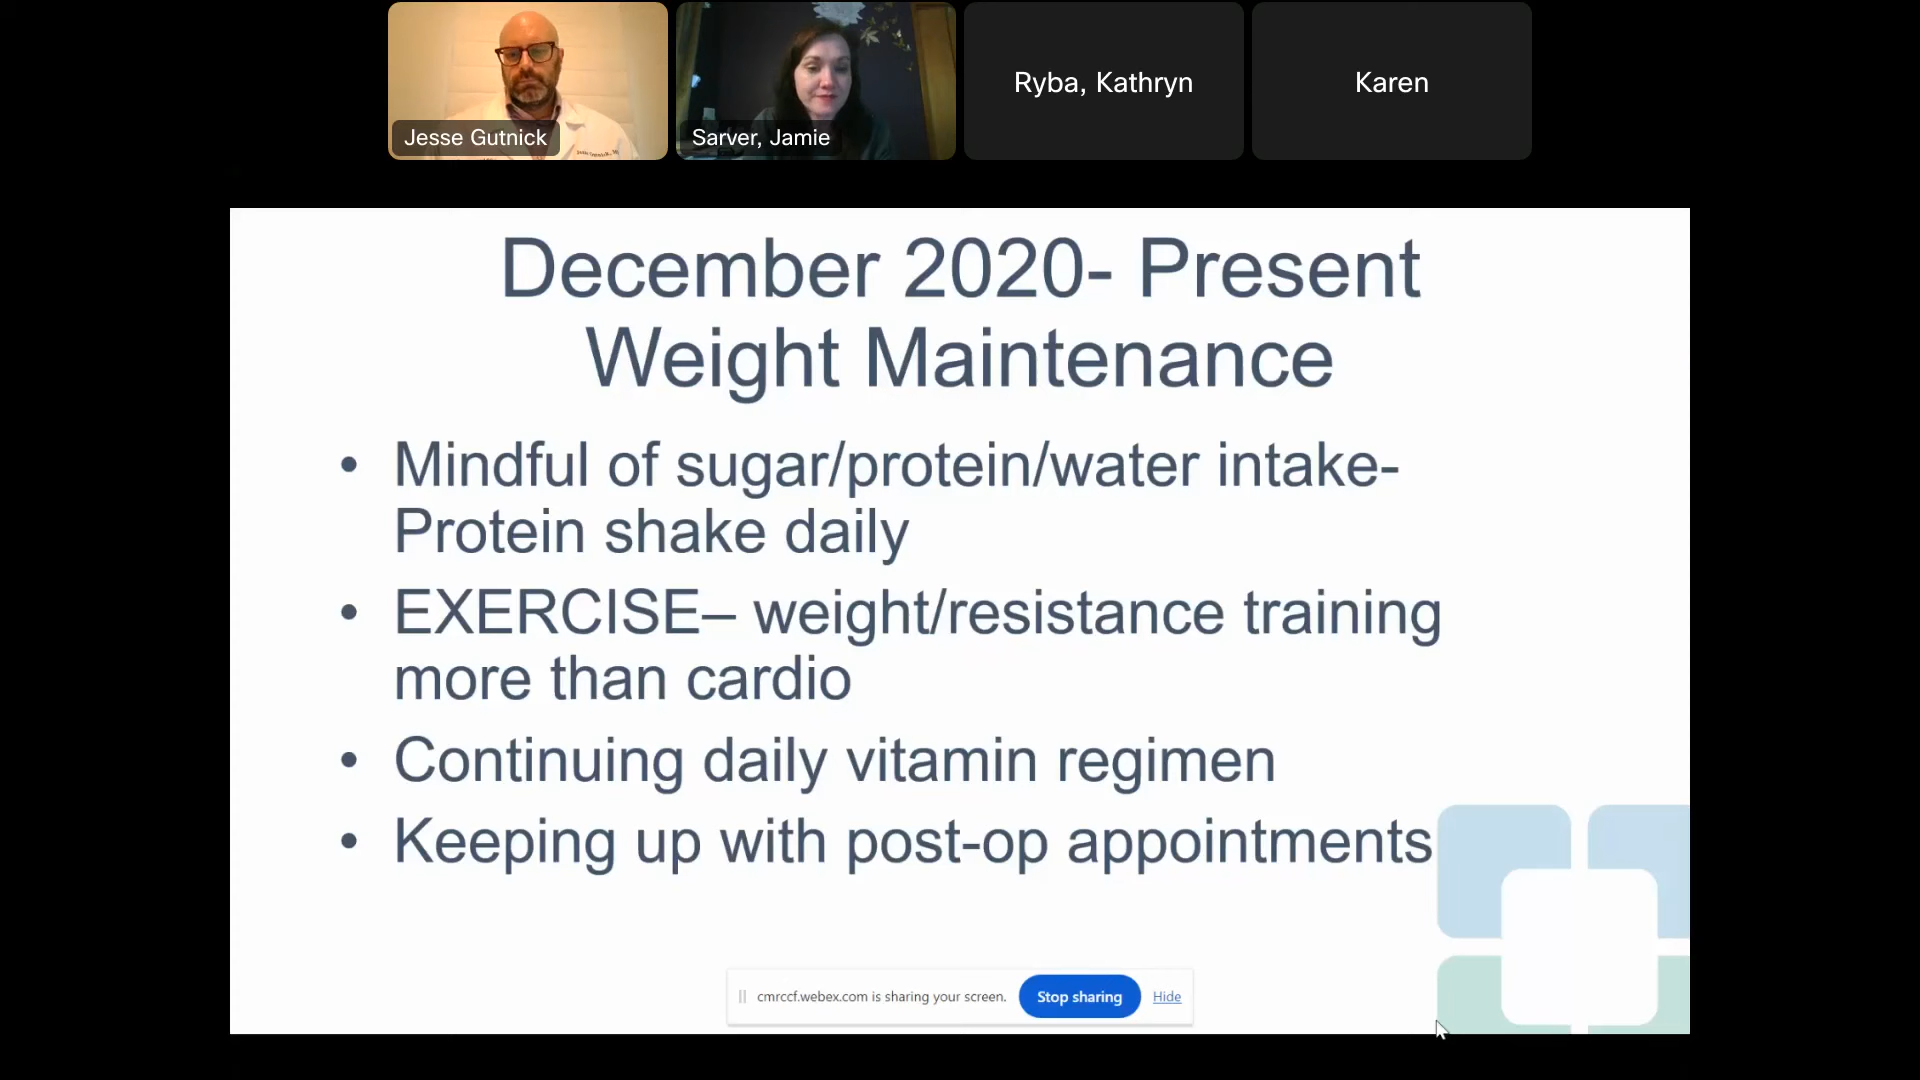 Jesse Gutnick
Sarver, Jamie
Ryba, Kathryn
Karen
December 2020- Present
Weight Maintenance
• Mindful of sugar/protein/water intake-
Protein shake daily
• EXERCISE– weight/resistance training
more than cardio
• Continuing daily vitamin regimen
• Keeping up with post-op appointments
cmrccf.webex.com is sharing your screen. Stop sharing Hide